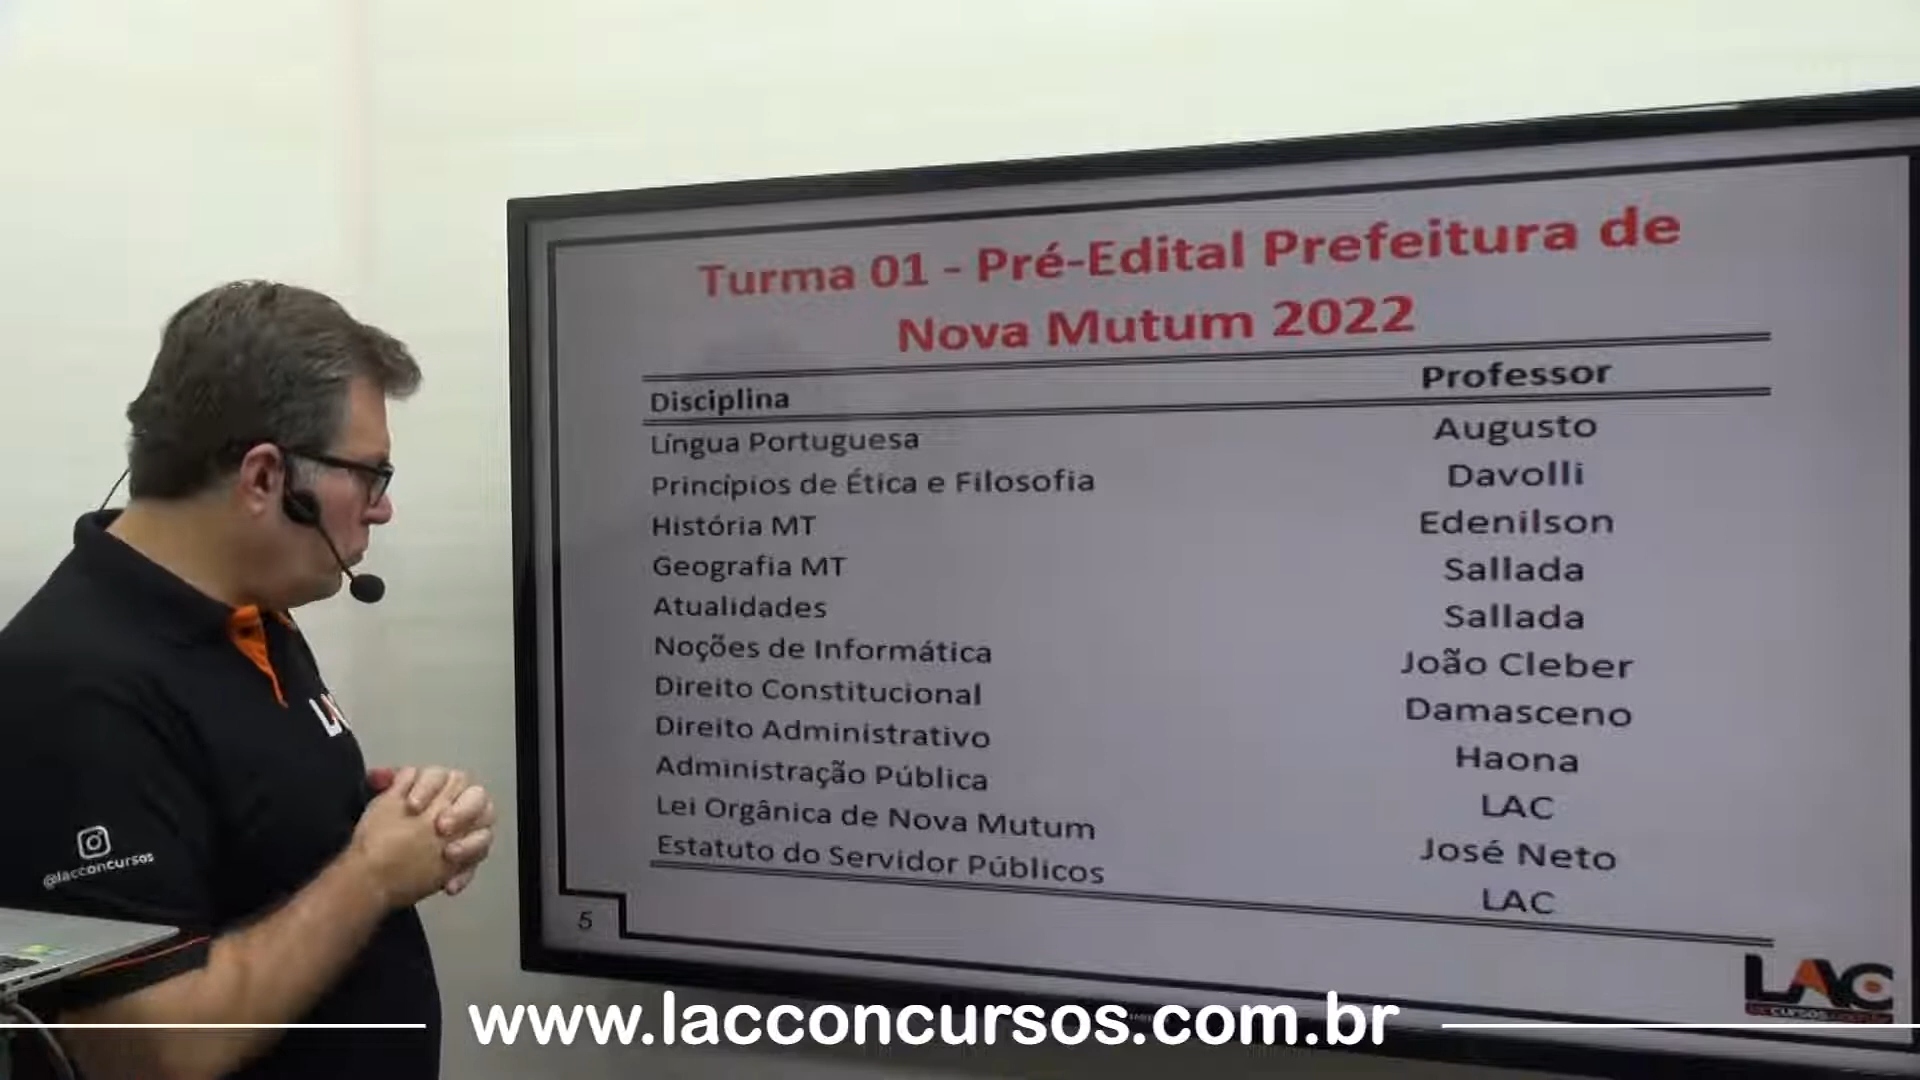 Turma 01 - Pré-Edital Prefeitura de
Nova Mutum 2022
Disciplina Professor
Língua Portuguesa Augusto
Princípios de Ética e Filosofia Davolli
História MT Edenilson
Geografia MT Sallada
Atualidades Sallada
Noções de Informática João Cleber
Direito Constitucional Damasceno
Direito Administrativo Haona
Administração Pública LAC
Lei Orgânica de Nova Mutum José Neto
Estatuto do Servidor Públicos LAC
5
LAC
@lacconcursos
LAC
www.lacconcursos.com.br